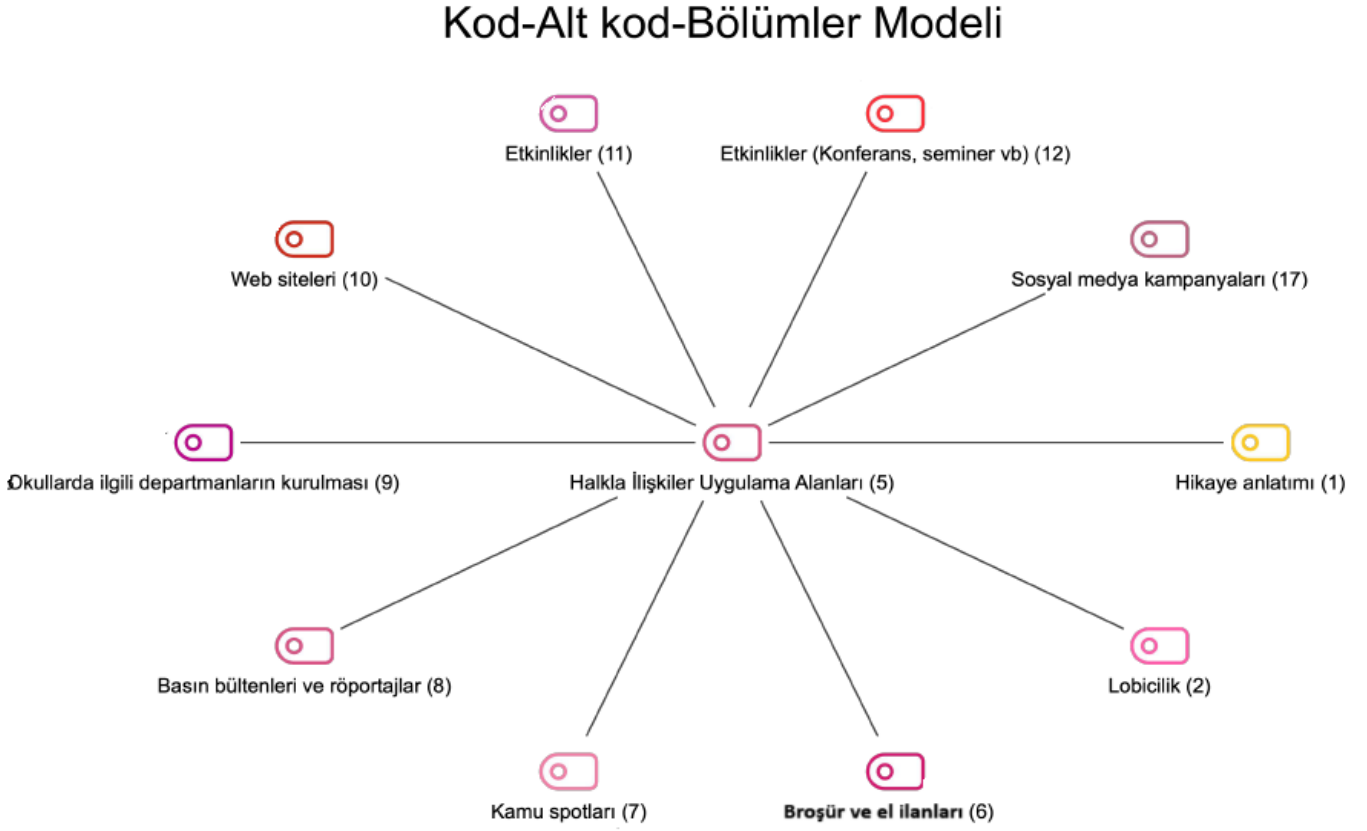 Kod-Alt kod-Bölümler Modeli
Etkinlikler (11)
Etkinlikler (Konferans, seminer vb) (12)
Web siteleri (10)
Sosyal medya kampanyaları (17)
Okullarda ilgili departmanların kurulması (9)
Halkla İlişkiler Uygulama Alanları (5)
Hikaye anlatımı (1)
Basın bültenleri ve röportajlar (8)
Lobicilik (2)
Kamu spotları (7)
Broşür ve el ilanları (6)